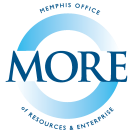 MEMPHIS OFFICE
MORE
of RESOURCES & ENTERPRISE